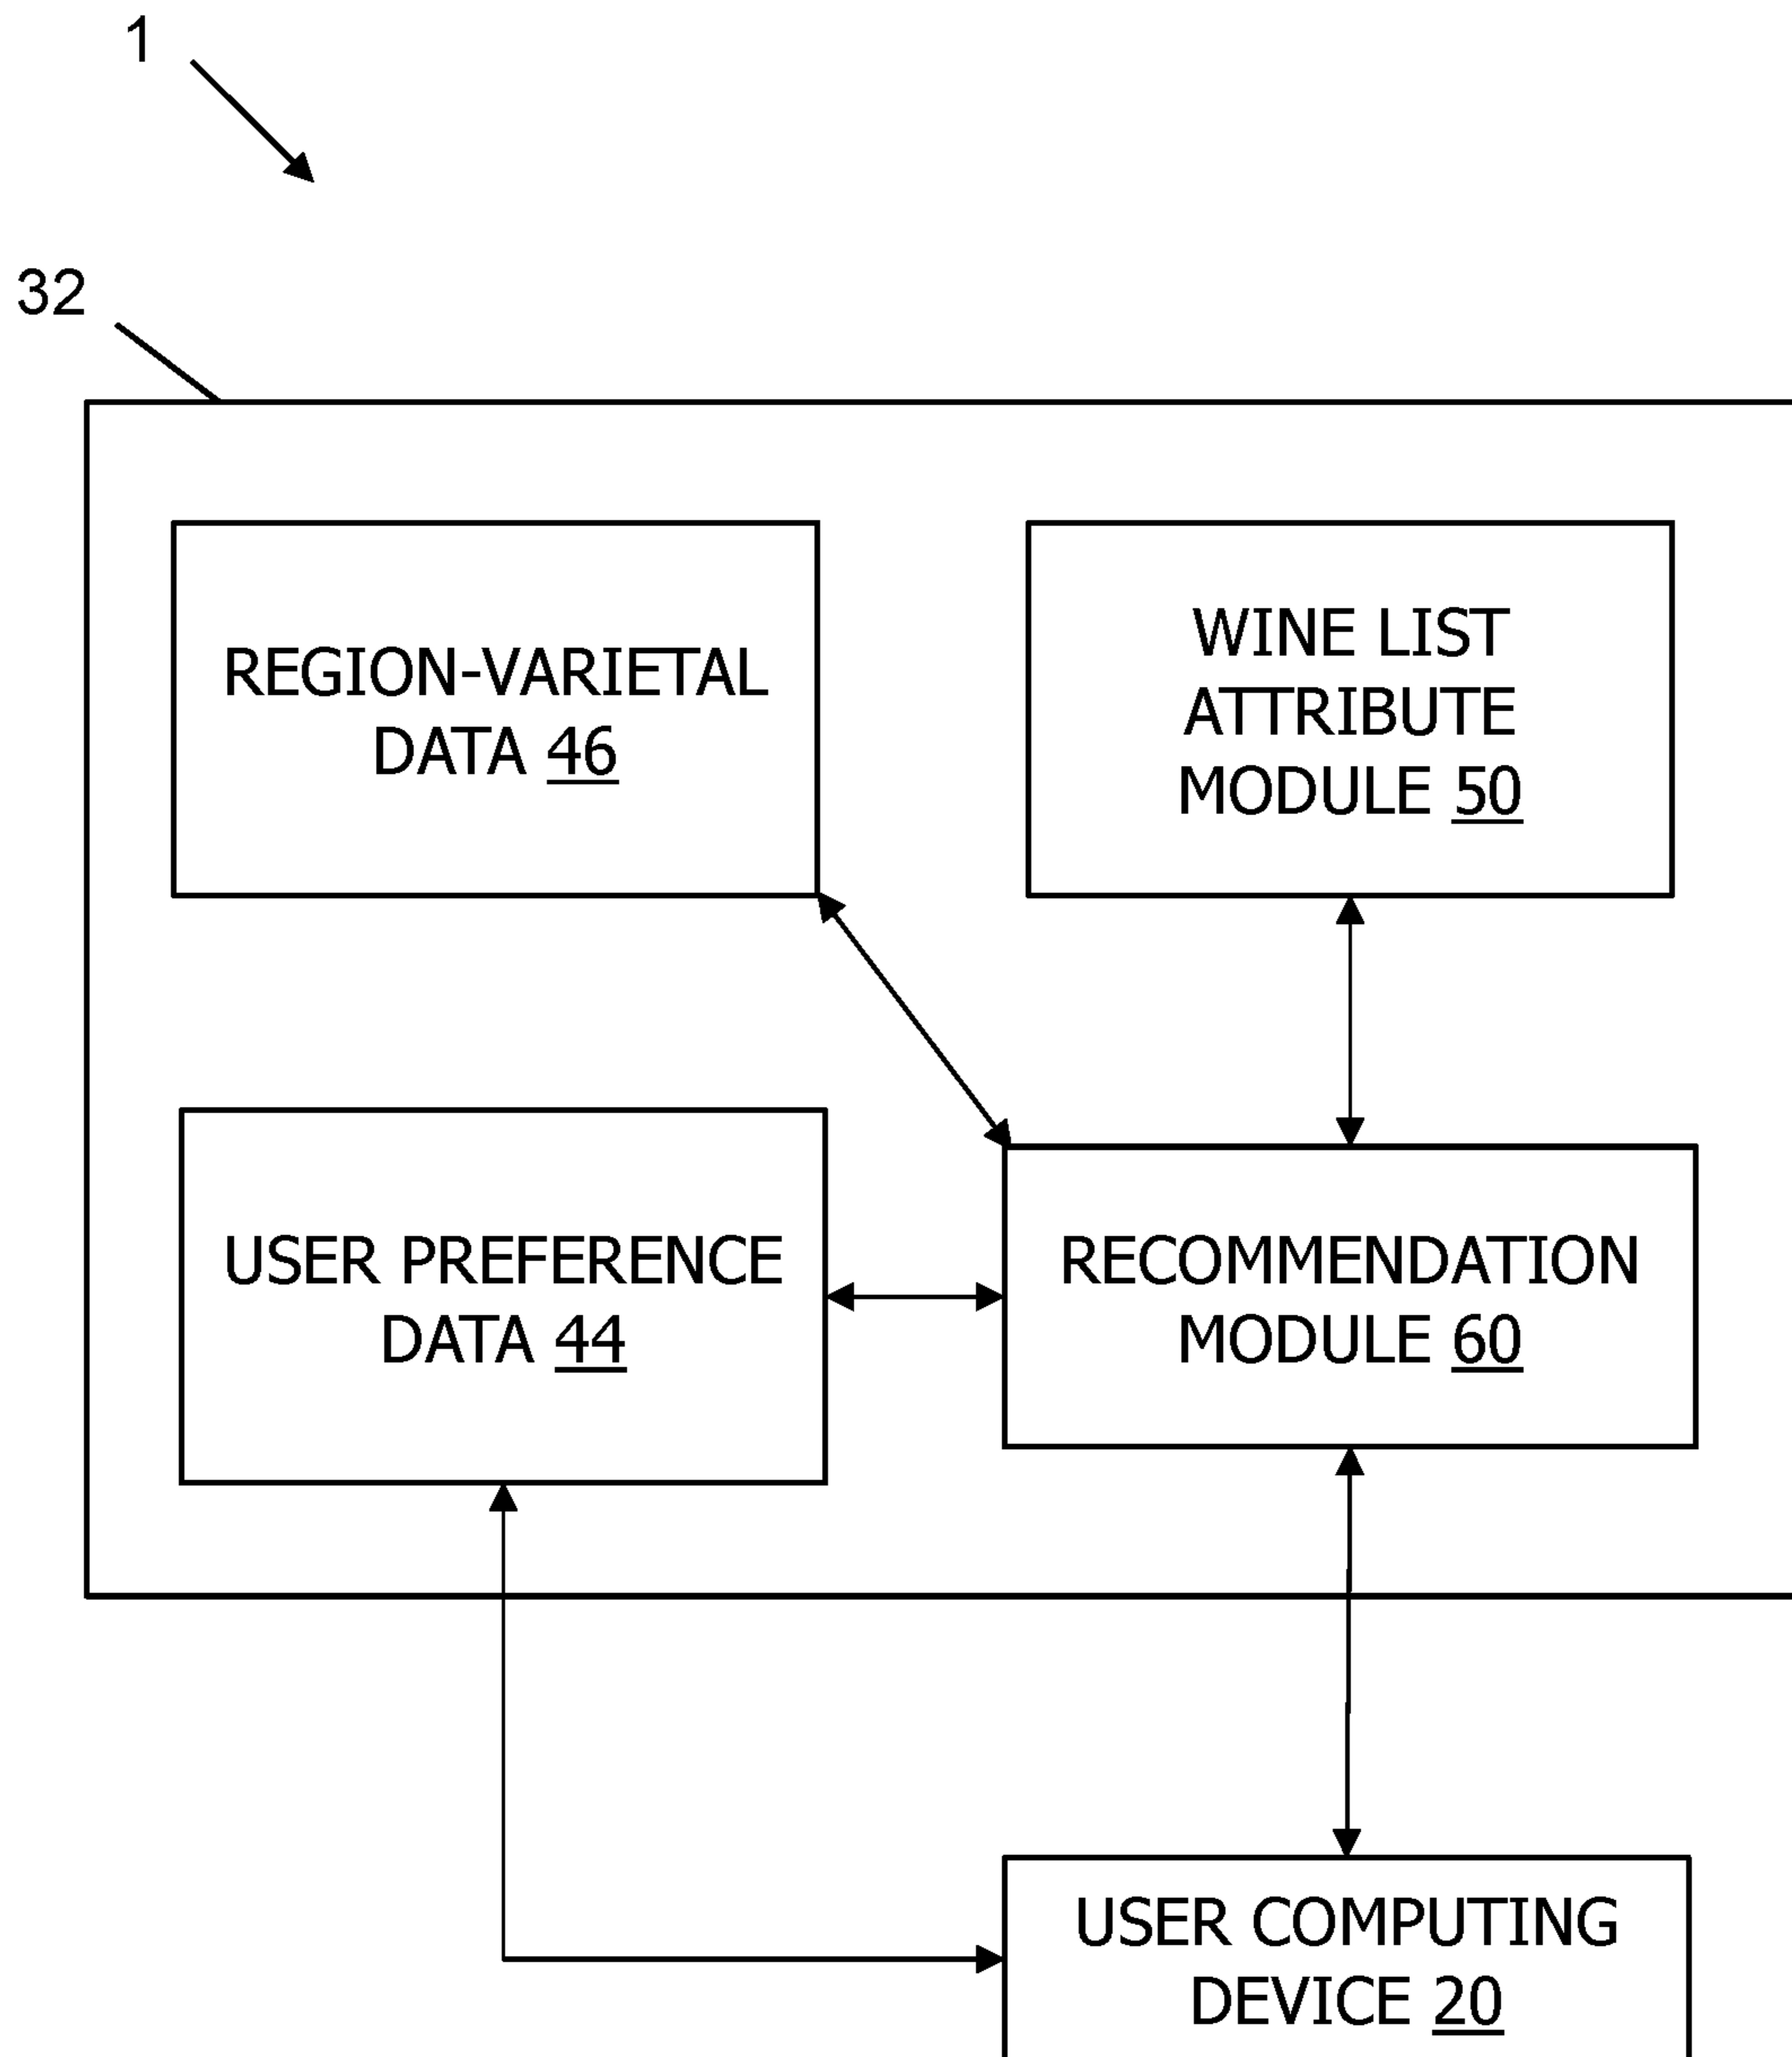 1
32
REGION-VARIETAL
DATA 46
WINE LIST
ATTRIBUTE
MODULE 50
USER PREFERENCE
DATA 44
RECOMMENDATION
MODULE 60
USER COMPUTING
DEVICE 20